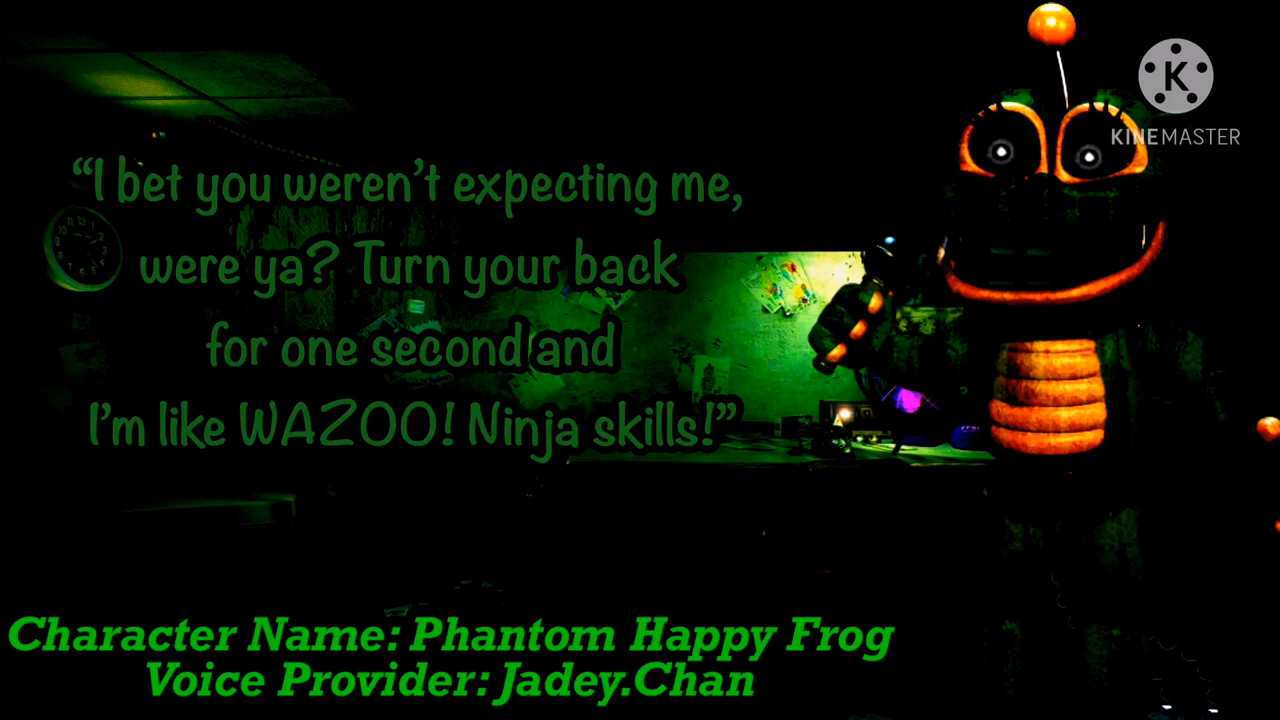 K
KINEMASTER
“I bet you weren’t expecting me,
were ya? Turn your back
for one second and
I’m like WAZOO! Ninja skills!”
Character Name: Phantom Happy Frog
Voice Provider: Jadey.Chan